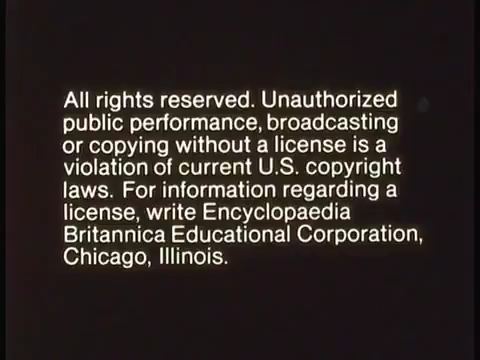 All rights reserved. Unauthorized
public performance, broadcasting
or copying without a license is a
violation of current U.S. copyright
laws. For information regarding a
license, write Encyclopaedia
Britannica Educational Corporation,
Chicago, Illinois.